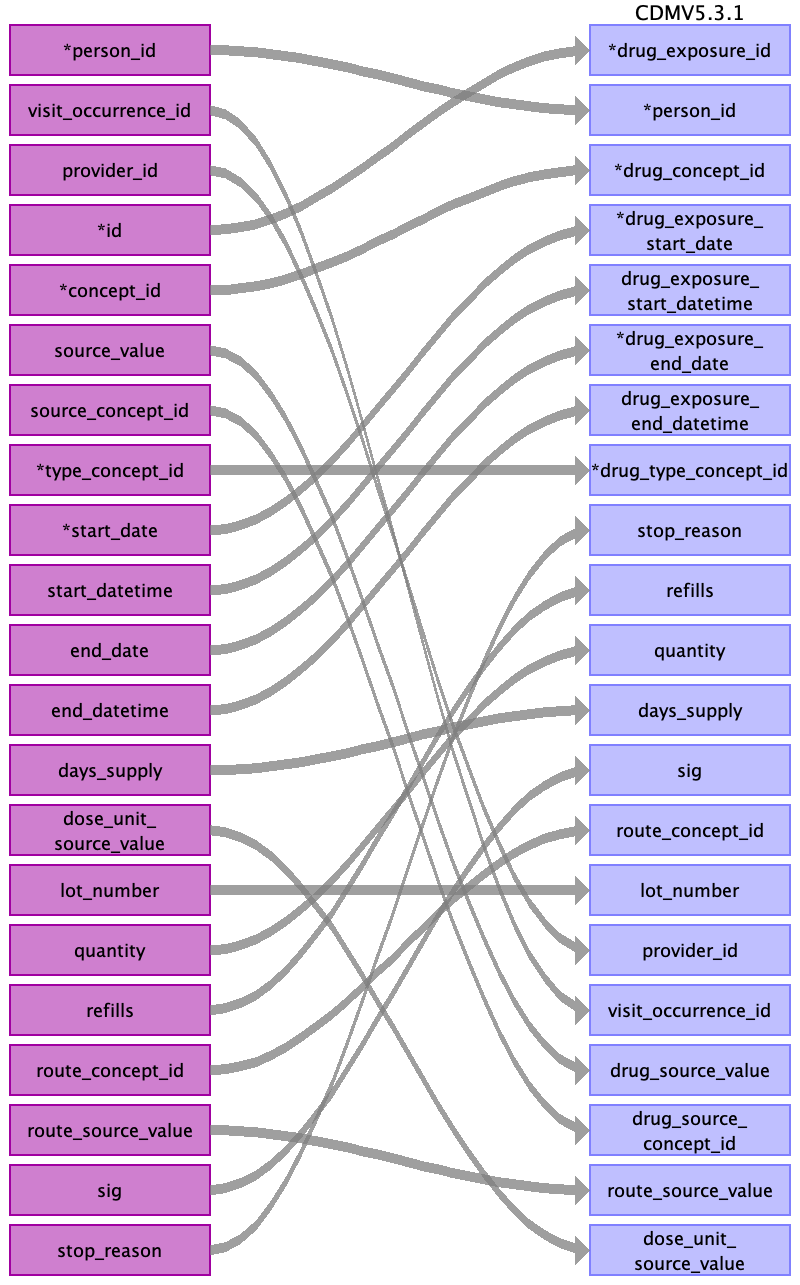 CDMV5.3.1
*person_id
visit_occurrence_id
provider_id
*id
*concept_id
source_value
source_concept_id
*type_concept_id
*start_date
start_datetime
end_date
end_datetime
days_supply
dose_unit_
source_value
lot_number
quantity
refills
route_concept_id
route_source_value
sig
stop_reason
*drug_exposure_id
*person_id
*drug_concept_id
*drug_exposure_
start_date
drug_exposure_
start_datetime
*drug_exposure_
end_date
drug_exposure_
end_datetime
*drug_type_concept_id
stop_reason
refills
quantity
days_supply
sig
route_concept_id
lot_number
provider_id
visit_occurrence_id
drug_source_value
drug_source_
concept_id
route_source_value
dose_unit_
source_value